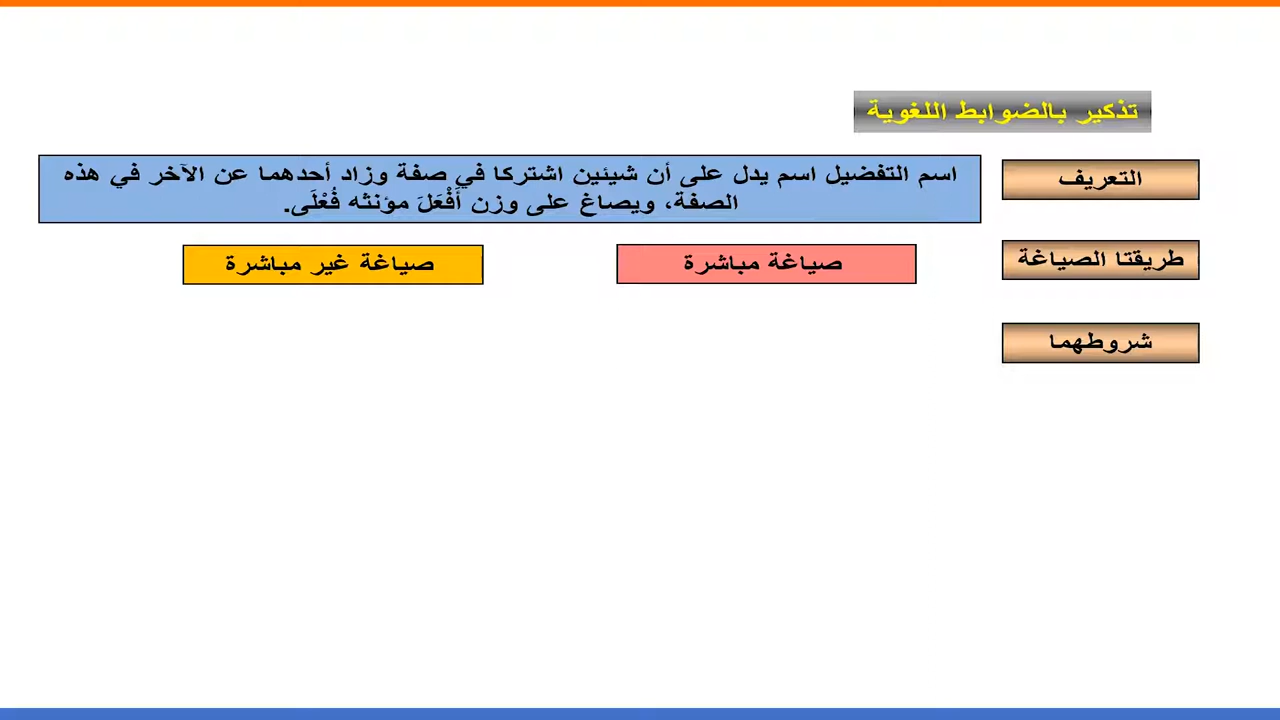 تذكير بالضوابط اللغوية
التعريف
اسم التفضيل اسم يدل على أن شيئين اشتركا في صفة وزاد أحدهما عن الآخر في هذه
الصفة، ويصاغ على وزن أَفْعَلَ مؤنثه فُعْلَى.
طريقتا الصياغة
صياغة مباشرة
صياغة غير مباشرة
شروطهما